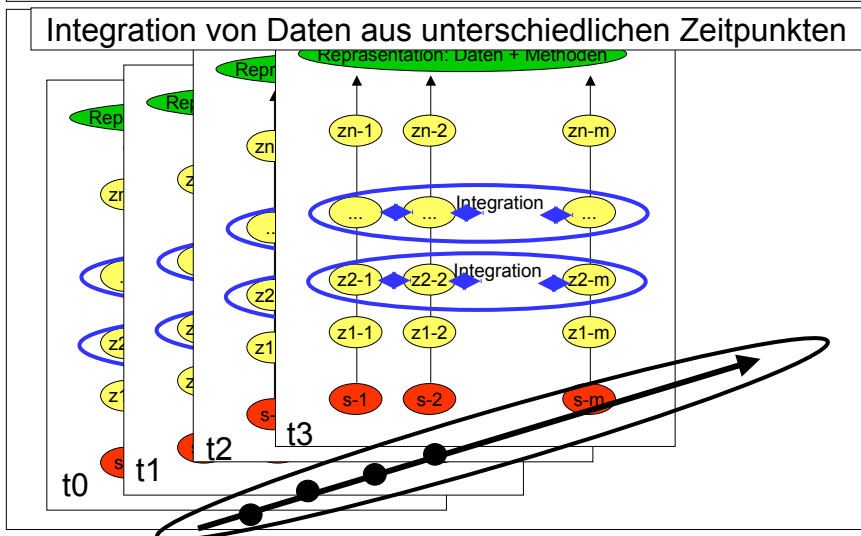 Integration von Daten aus unterschiedlichen Zeitpunkten
Repräsentation: Daten + Methoden
zn-1 zn-2 zn-m
... ... Integration ...
z2-1 z2-2 Integration z2-m
z1-1 z1-2 z1-m
s-1 s-2 s-m
t3
t2
t1
t0